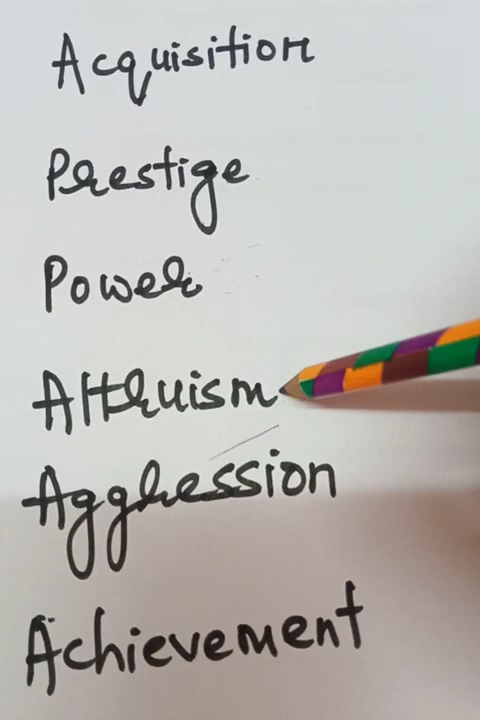 Acquisition
Prestige
Power
Altruism
Aggression
Achievement